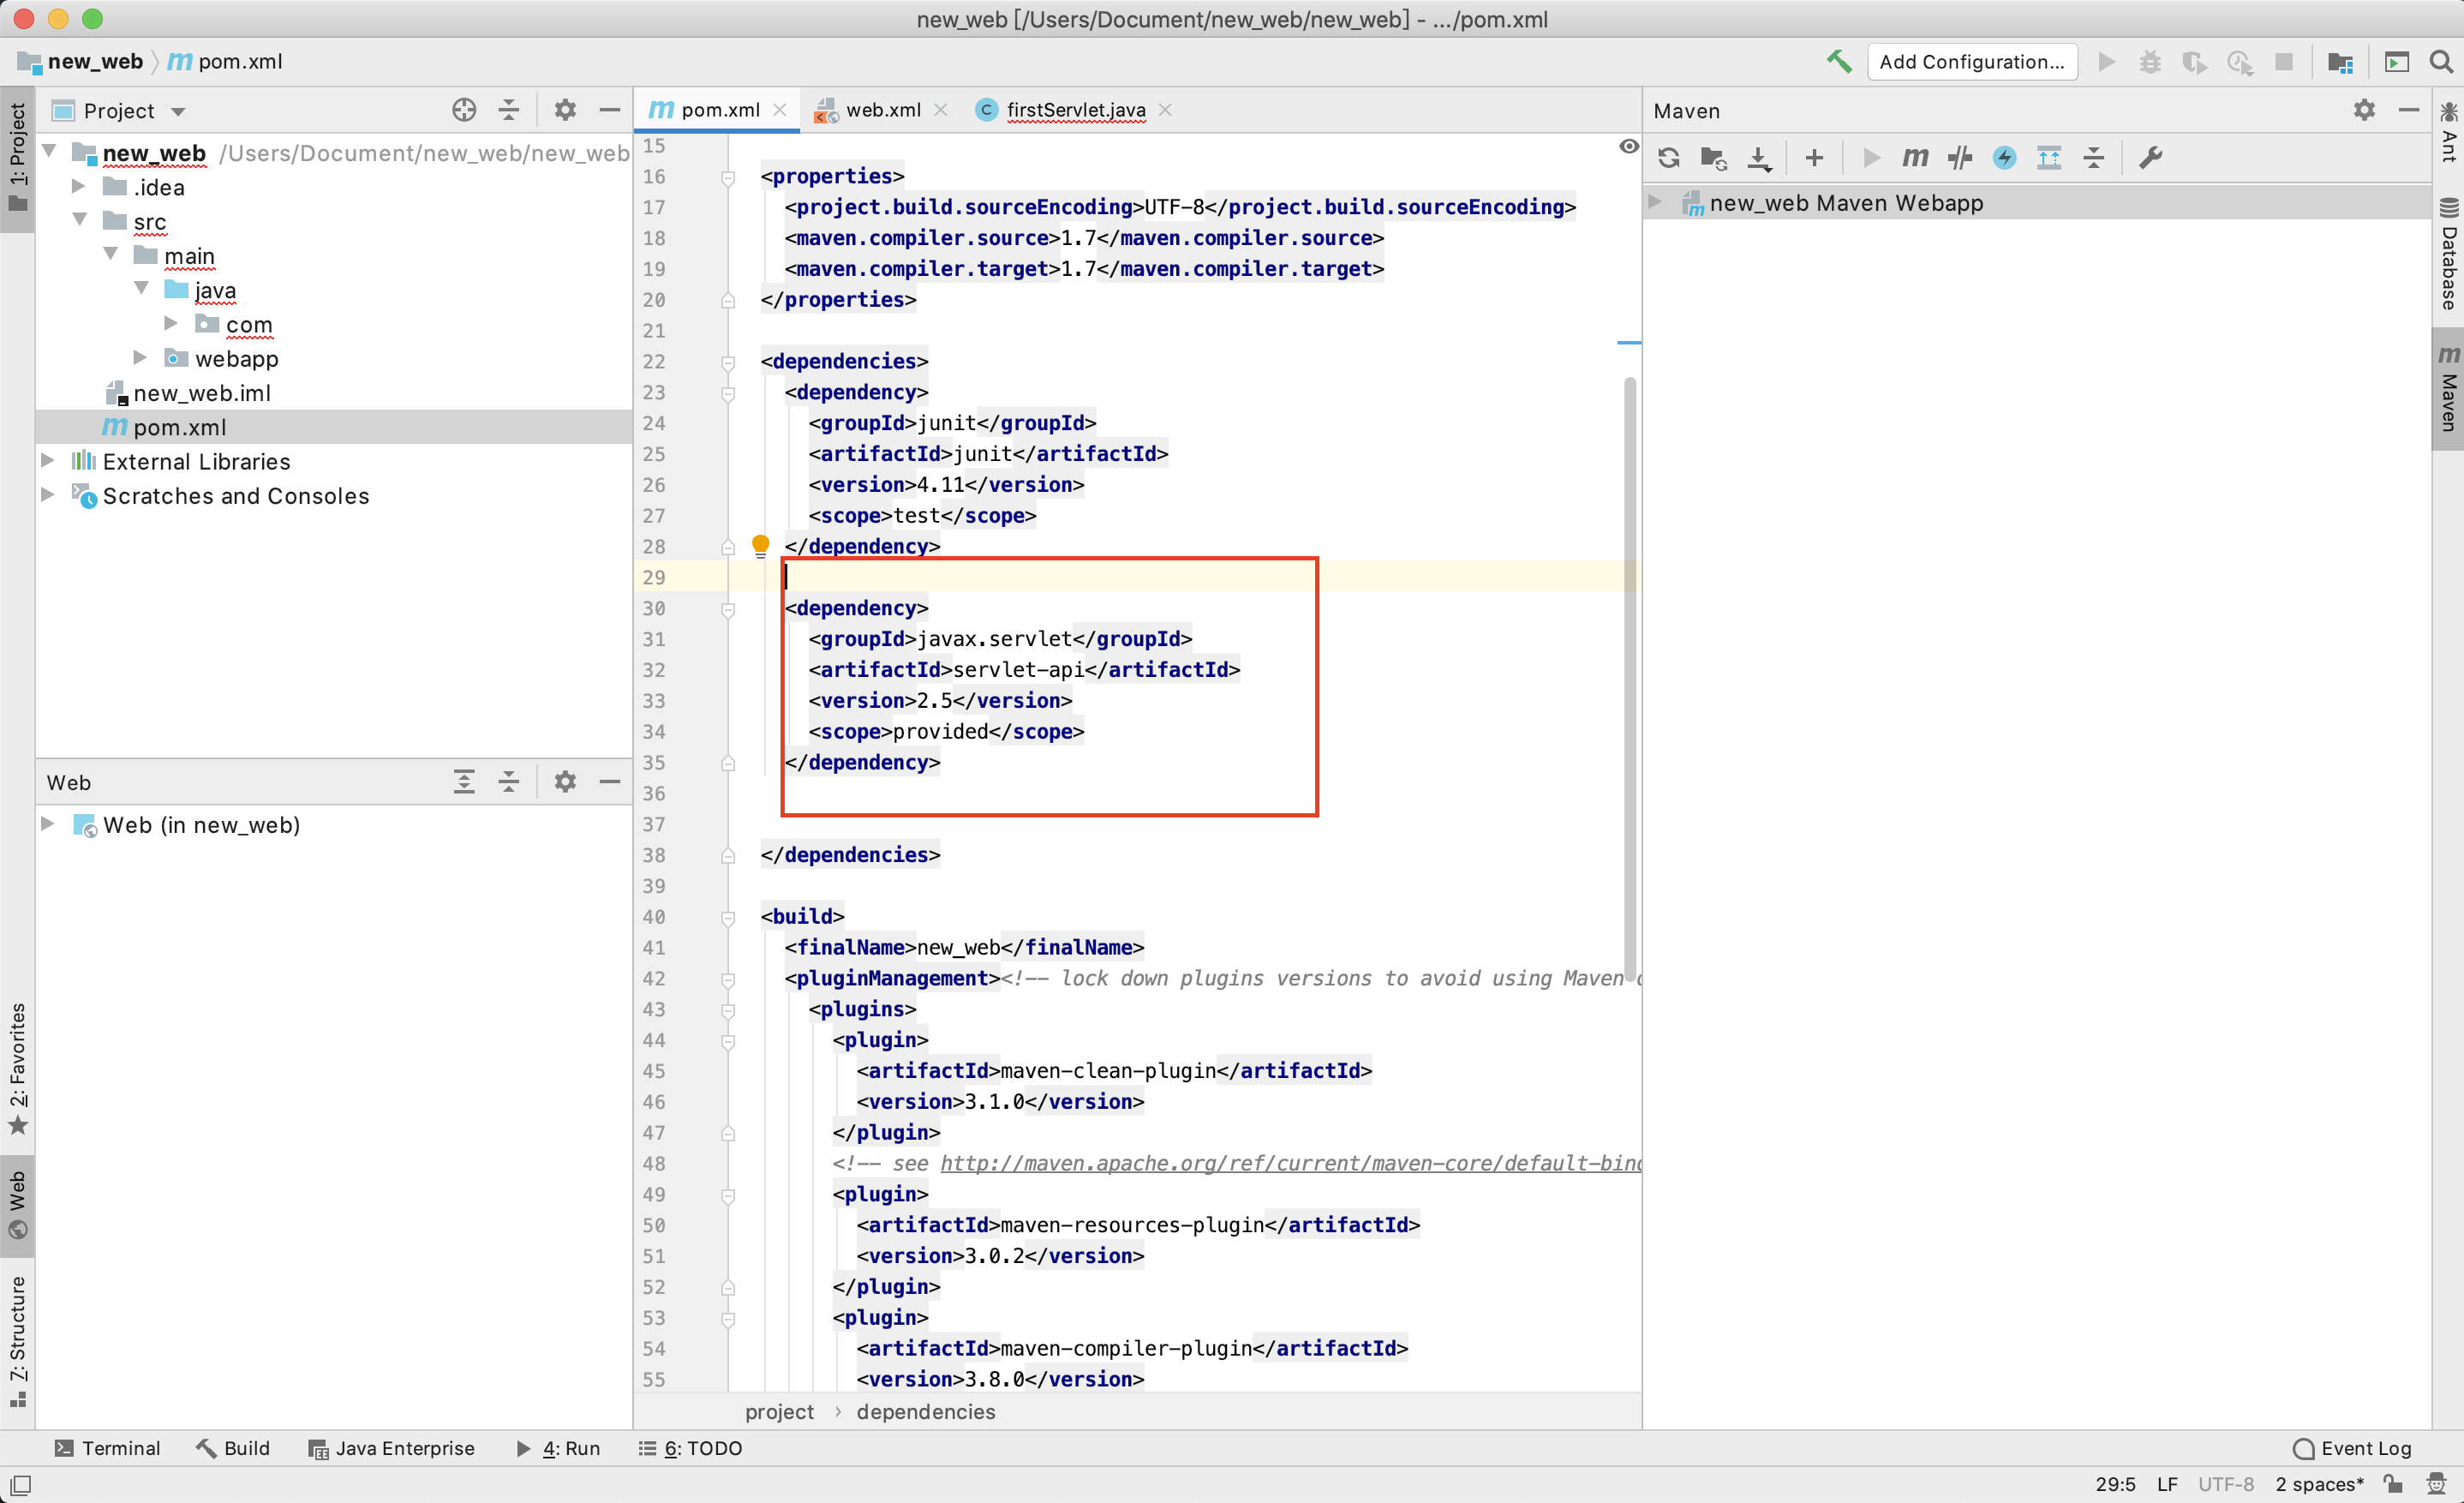 new_web [/Users/Document/new_web/new_web] - .../pom.xml
new_web
m pom.xml
Add Configuration...
1: Project
Project
new_web /Users/Document/new_web/new_web
.idea
src
main
java
com
webapp
new_web.iml
m pom.xml
External Libraries
Scratches and Consoles
Web
Web (in new_web)
2: Favorites
Web
Z: Structure
m pom.xml
web.xml
C firstServlet.java
15
16 <properties>
17 <project.build.sourceEncoding>UTF-8</project.build.sourceEncoding>
18 <maven.compiler.source>1.7</maven.compiler.source>
19 <maven.compiler.target>1.7</maven.compiler.target>
20 </properties>
21
22 <dependencies>
23 <dependency>
24 <groupId>junit</groupId>
25 <artifactId>junit</artifactId>
26 <version>4.11</version>
27 <scope>test</scope>
28 </dependency>
29
30 <dependency>
31 <groupId>javax.servlet</groupId>
32 <artifactId>servlet-api</artifactId>
33 <version>2.5</version>
34 <scope>provided</scope>
35 </dependency>
36
37
38 </dependencies>
39
40 <build>
41 <finalName>new_web</finalName>
42 <pluginManagement><!-- lock down plugins versions to avoid using Maven
43 <plugins>
44 <plugin>
45 <artifactId>maven-clean-plugin</artifactId>
46 <version>3.1.0</version>
47 </plugin>
48 <!-- see http://maven.apache.org/ref/current/maven-core/default-bind
49 <plugin>
50 <artifactId>maven-resources-plugin</artifactId>
51 <version>3.0.2</version>
52 </plugin>
53 <plugin>
54 <artifactId>maven-compiler-plugin</artifactId>
55 <version>3.8.0</version>
project › dependencies
Maven
m
new_web Maven Webapp
Ant
Database
m Maven
Terminal
Build
Java Enterprise
4: Run
6: TODO
Event Log
29:5 LF UTF-8 2 spaces*